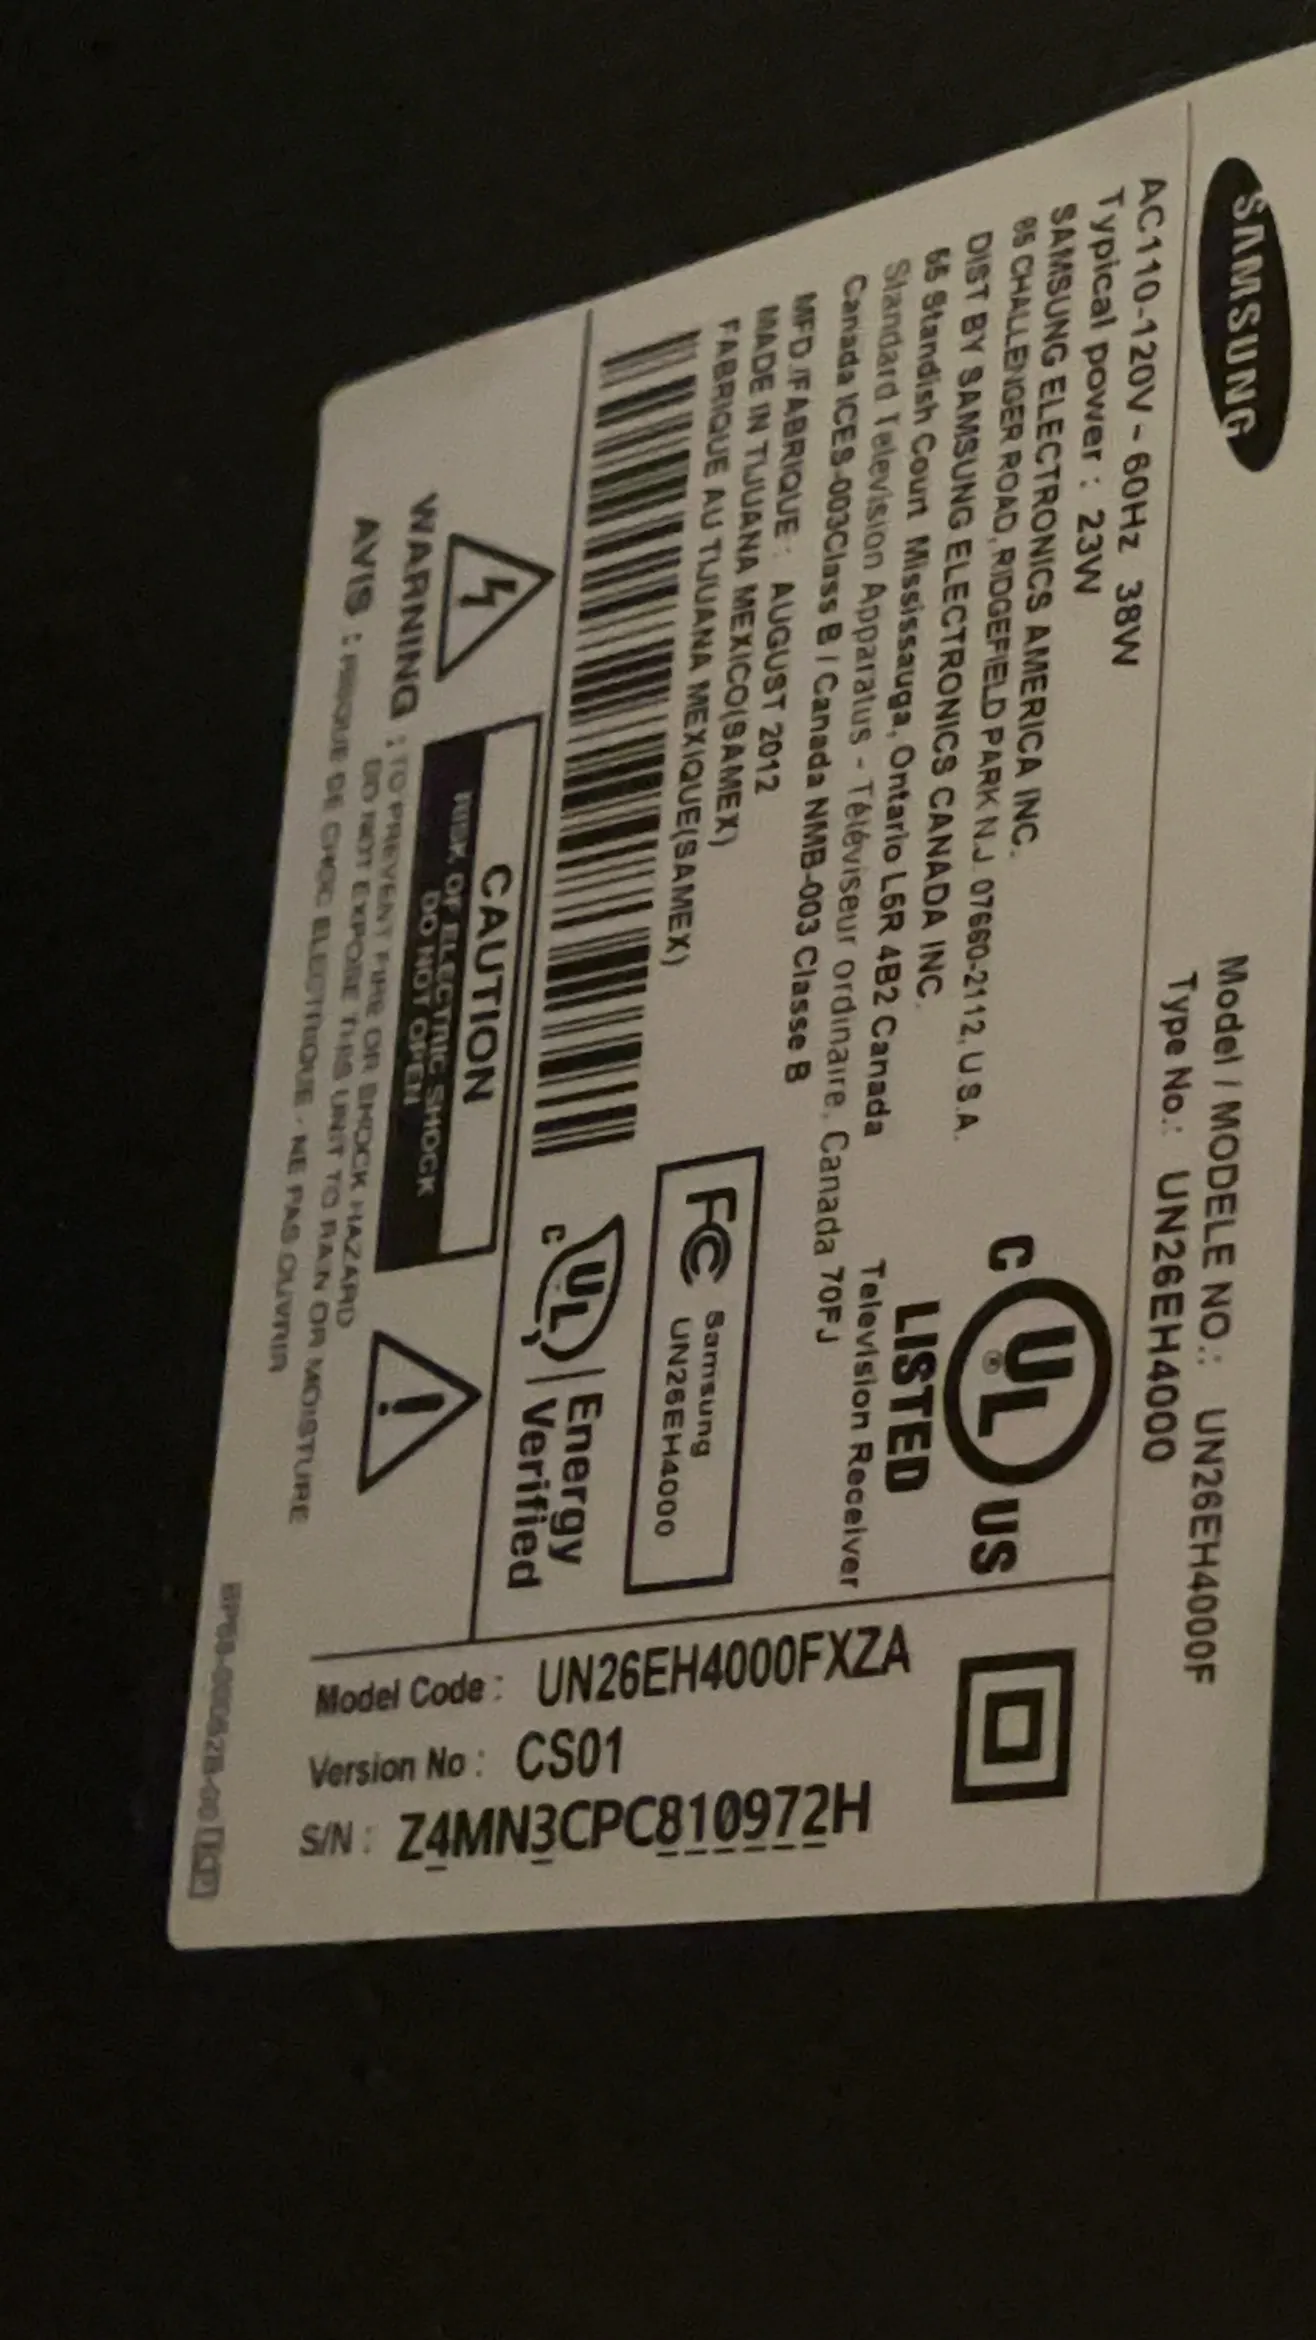 SAMSUNG
Model / MODELE NO.: UN26EH4000F
Type No.: UN26EH4000
AC110-120V~60Hz 38W
Typical power : 23W
SAMSUNG ELECTRONICS AMERICA INC.
85 CHALLENGER ROAD, RIDGEFIELD PARK N.J. 07660-2112, U.S.A.
DIST BY SAMSUNG ELECTRONICS CANADA INC.
55 Standish Court Mississauga, Ontario L5R 4B2 Canada
Standard Television Apparatus - Téléviseur ordinaire, Canada 70FJ
Canada ICES-003Class B / Canada NMB-003 Classe B
MFD./FABRIQUE : AUGUST 2012
MADE IN TIJUANA MEXICO(SAMEX)
FABRIQUE AU TIJUANA MEXIQUE(SAMEX)
C UL ® US
LISTED
Television Receiver
FC Samsung
UN26EH4000
C UL Energy
Verified
CAUTION
RISK OF ELECTRIC SHOCK
DO NOT OPEN
WARNING : TO PREVENT FIRE OR SHOCK HAZARD
DO NOT EXPOSE THIS UNIT TO RAIN OR MOISTURE
AVIS : RISQUE DE CHOC ELECTRIQUE - NE PAS OUVRIR
Model Code : UN26EH4000FXZA
Version No : CS01
S/N : Z4MN3CPC810972H